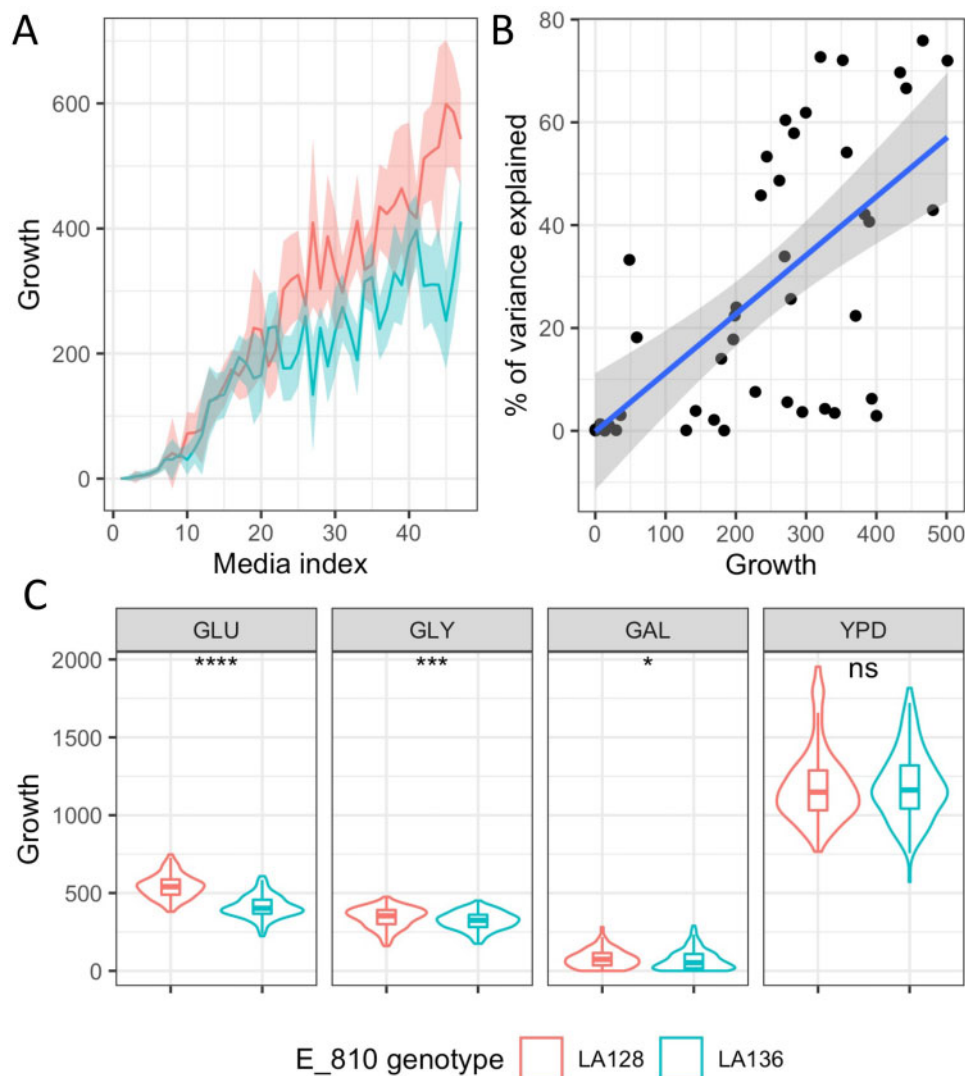 A
Growth
600
400
200
0
0
10
20
30
40
Media index
B
% of variance explained
80
60
40
20
0
0
100
200
300
400
500
Growth
C
GLU
GLY
GAL
YPD
****
***
*
ns
Growth
2000
1500
1000
500
0
E_810 genotype
LA128
LA136